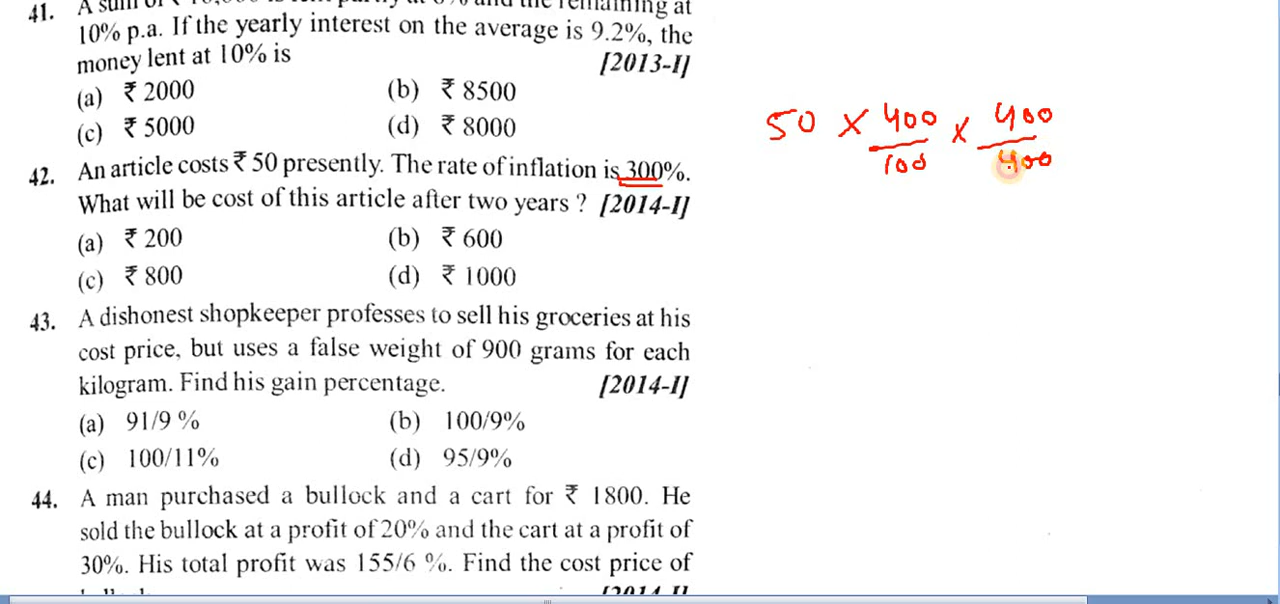 41.
10% p.a. If the yearly interest on the average is 9.2%, the
money lent at 10% is [2013-I]
(a) ₹ 2000 (b) ₹ 8500
(c) ₹ 5000 (d) ₹ 8000
42. An article costs ₹ 50 presently. The rate of inflation is 300%.
What will be cost of this article after two years ? [2014-I]
(a) ₹ 200 (b) ₹ 600
(c) ₹ 800 (d) ₹ 1000
43. A dishonest shopkeeper professes to sell his groceries at his
cost price, but uses a false weight of 900 grams for each
kilogram. Find his gain percentage. [2014-I]
(a) 91/9 % (b) 100/9%
(c) 100/11% (d) 95/9%
44. A man purchased a bullock and a cart for ₹ 1800. He
sold the bullock at a profit of 20% and the cart at a profit of
30%. His total profit was 155/6 %. Find the cost price of
50 × 400/100 × 400/400